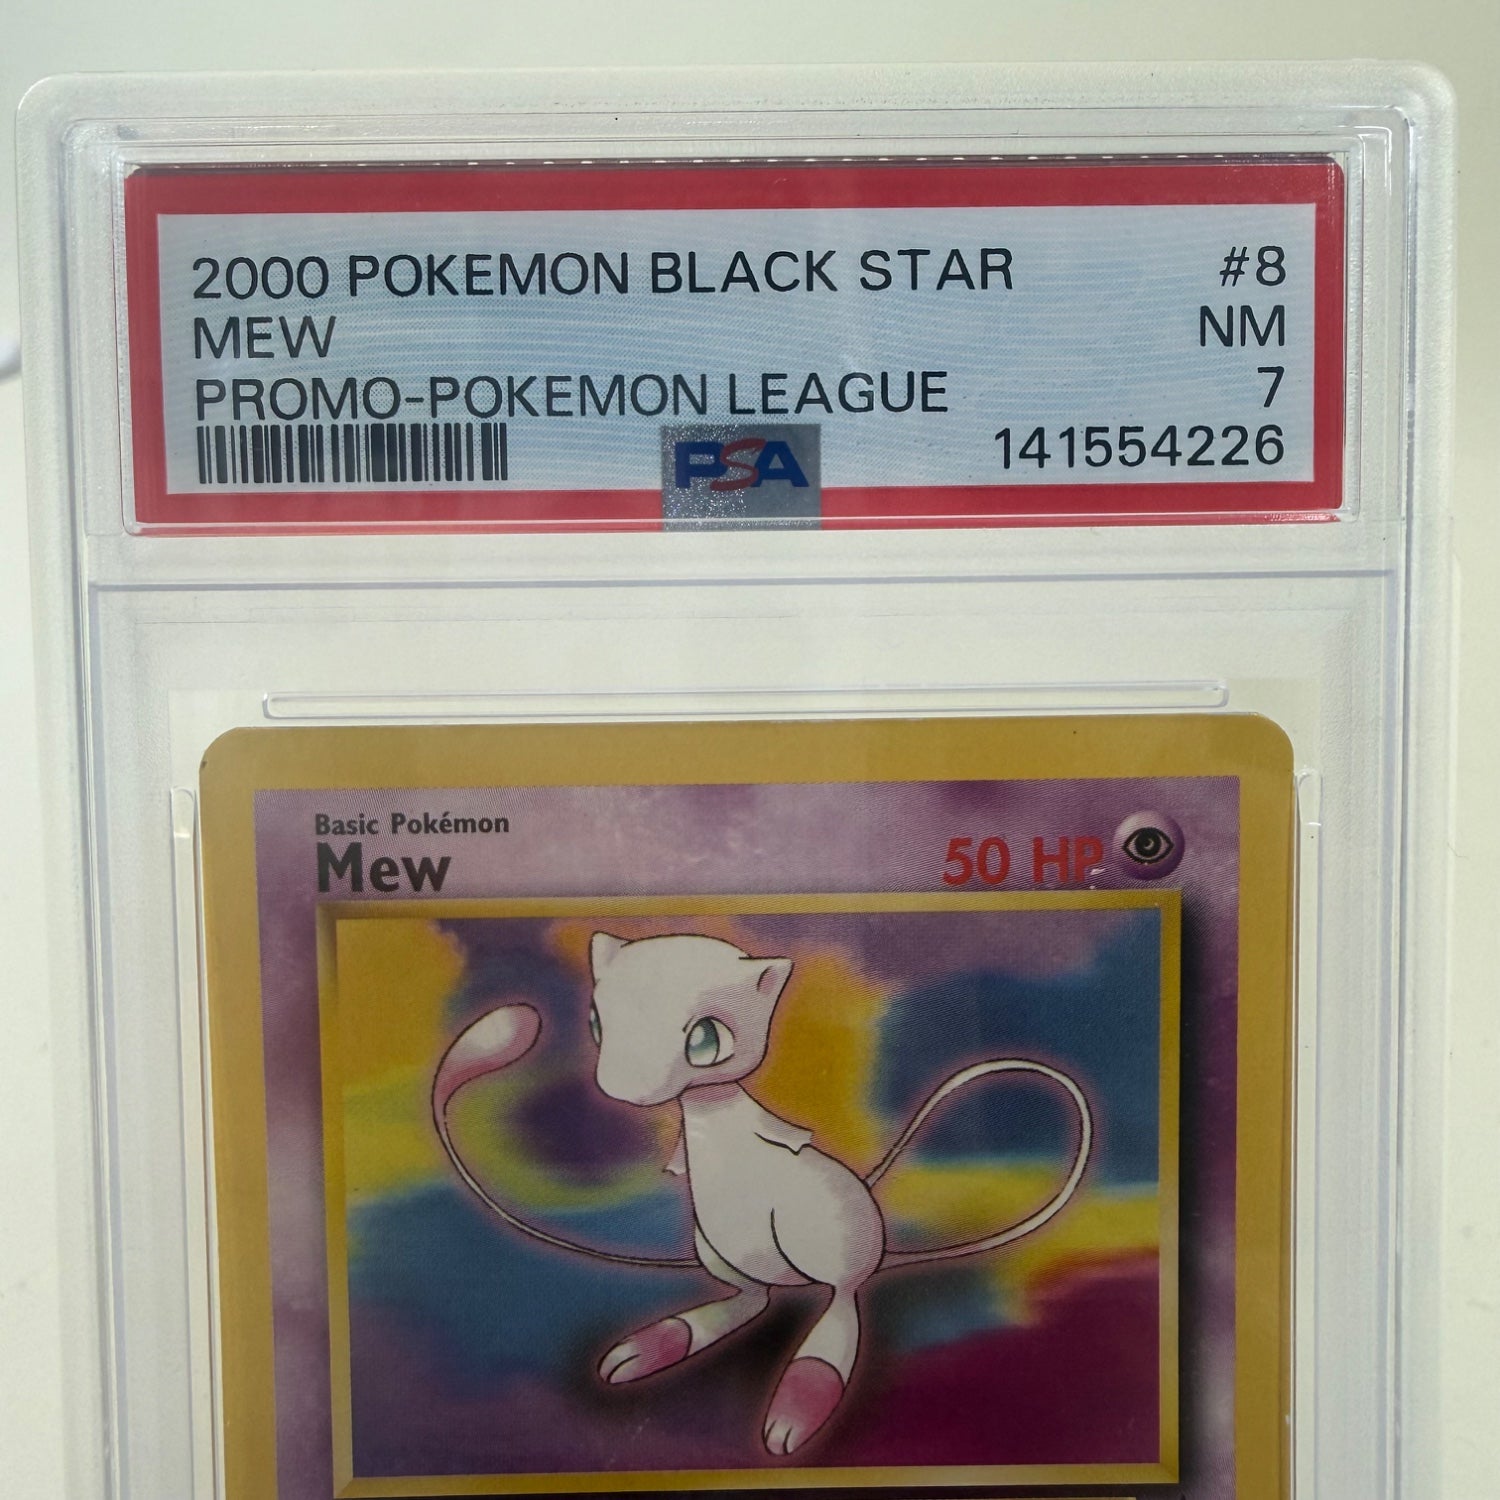 2000 POKEMON BLACK STAR #8
MEW NM
PROMO-POKEMON LEAGUE 7
PSA 141554226
Basic Pokémon
Mew 50 HP